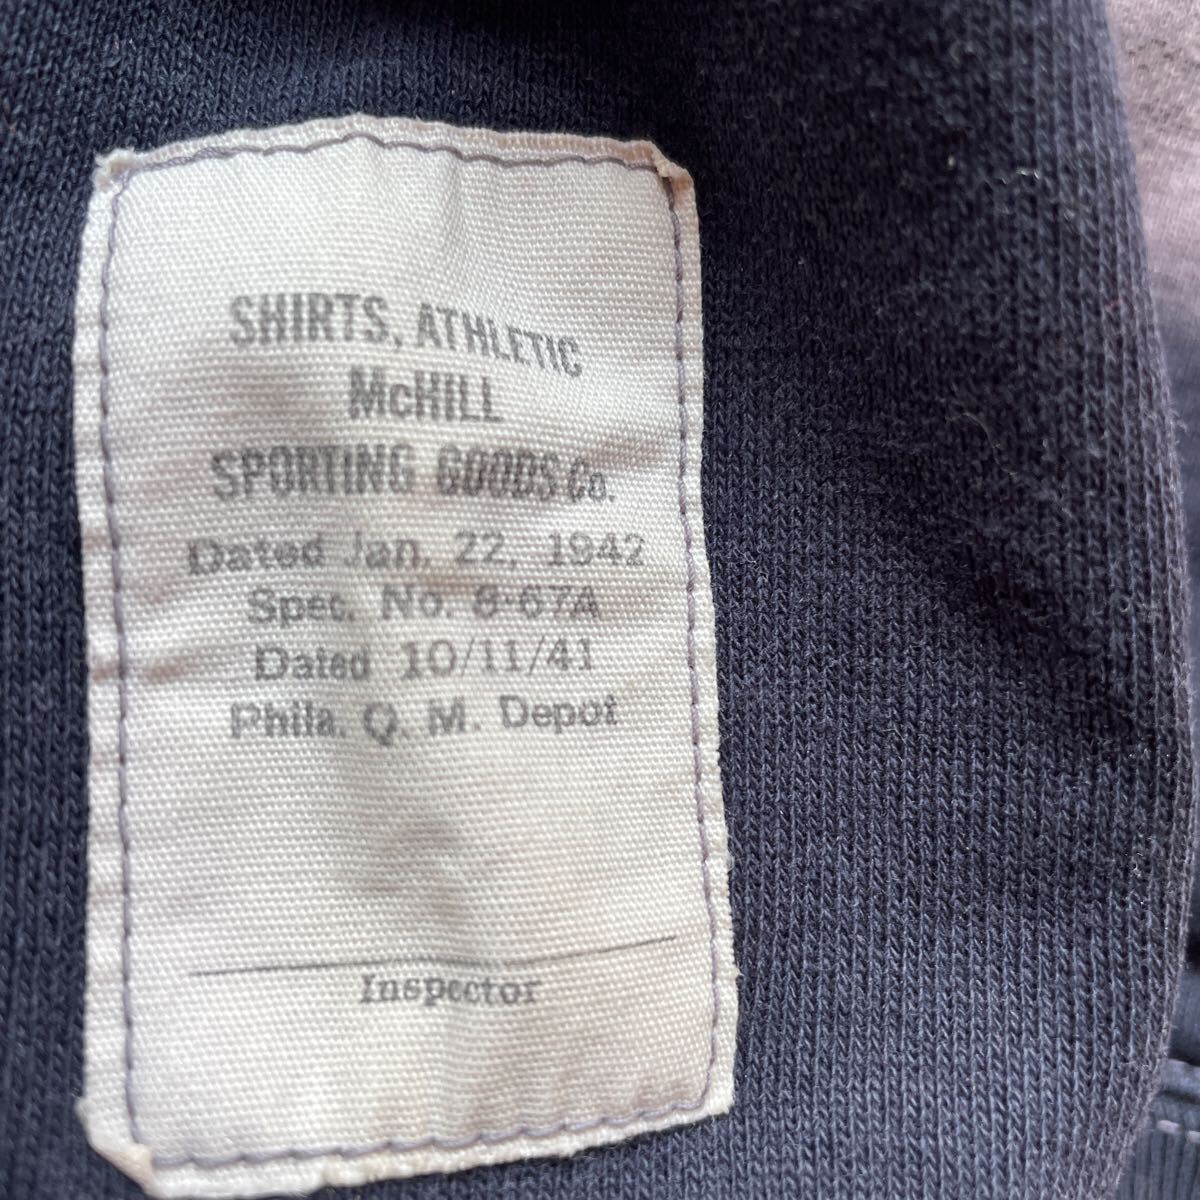 SHIRTS, ATHLETIC
McHILL
SPORTING GOODS Co.
Dated Jan. 22, 1942
Spec. No. 8-67A
Dated 10/11/41
Phila. Q. M. Depot
Inspector